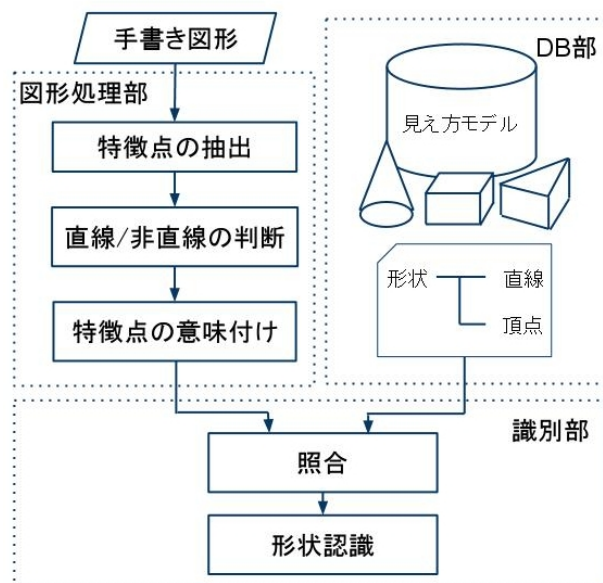 手書き図形
図形処理部
特徴点の抽出
直線/非直線の判断
特徴点の意味付け
DB部
見え方モデル
形状
直線
頂点
識別部
照合
形状認識